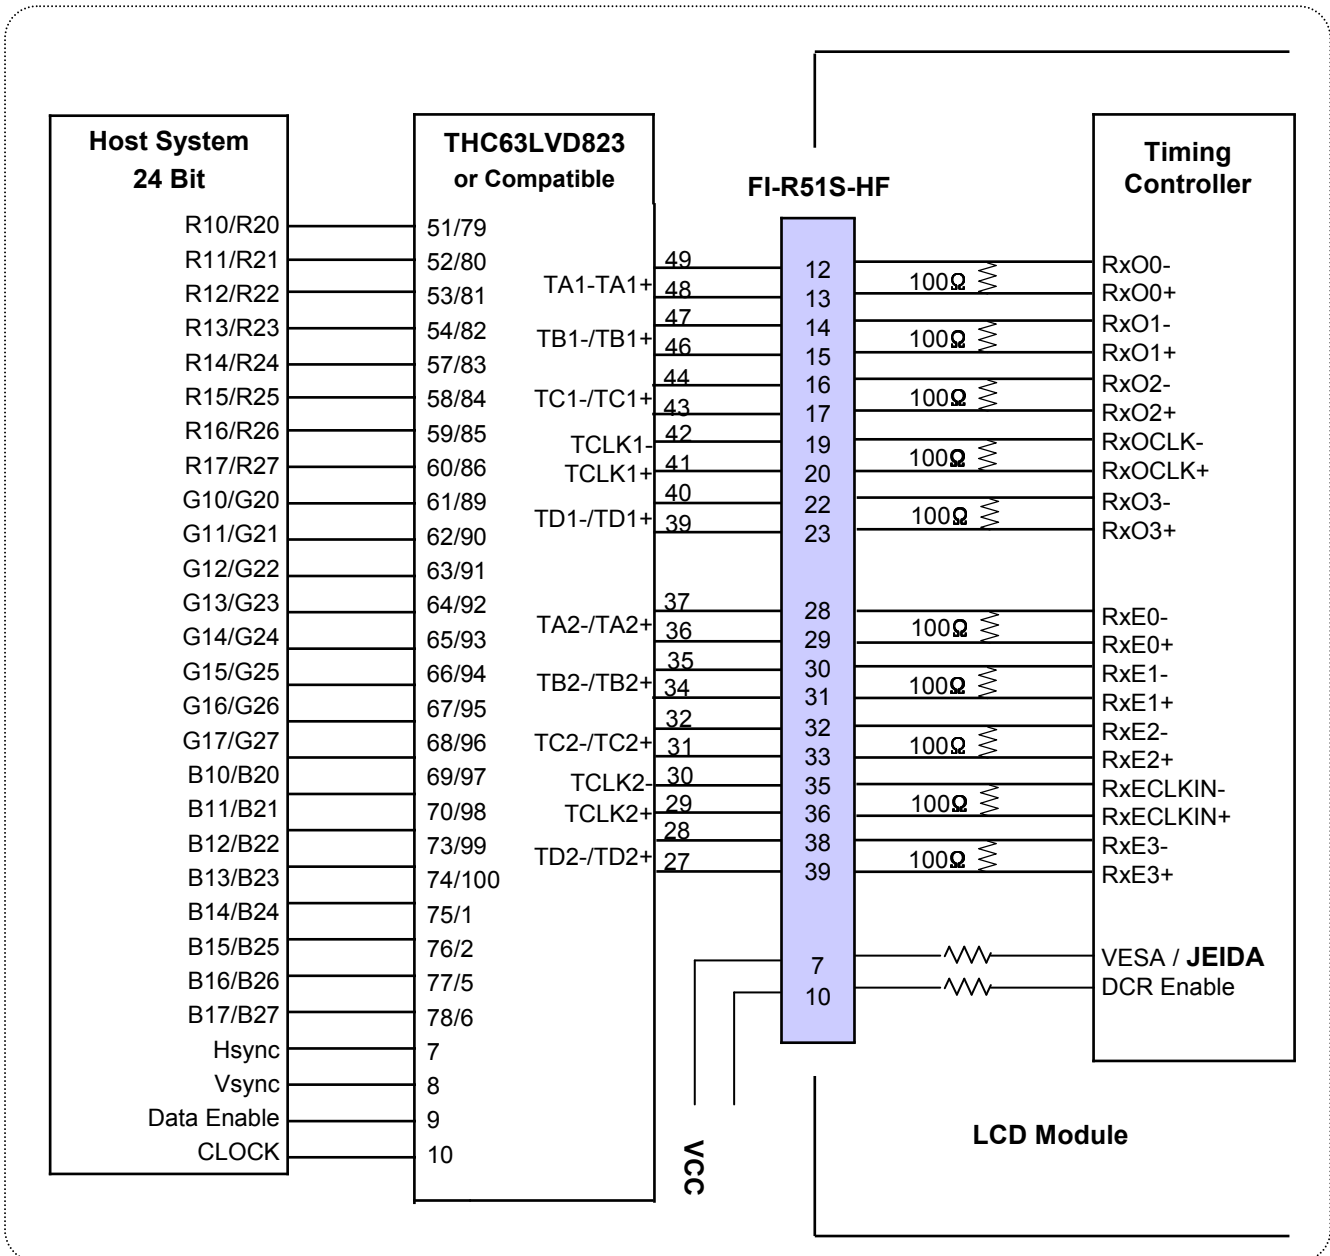 Host System
24 Bit
R10/R20
R11/R21
R12/R22
R13/R23
R14/R24
R15/R25
R16/R26
R17/R27
G10/G20
G11/G21
G12/G22
G13/G23
G14/G24
G15/G25
G16/G26
G17/G27
B10/B20
B11/B21
B12/B22
B13/B23
B14/B24
B15/B25
B16/B26
B17/B27
Hsync
Vsync
Data Enable
CLOCK
THC63LVD823
or Compatible
51/79
52/80
53/81
54/82
57/83
58/84
59/85
60/86
61/89
62/90
63/91
64/92
65/93
66/94
67/95
68/96
69/97
70/98
73/99
74/100
75/1
76/2
77/5
78/6
7
8
9
10
TA1-TA1+
TB1-/TB1+
TC1-/TC1+
TCLK1-
TCLK1+
TD1-/TD1+
TA2-/TA2+
TB2-/TB2+
TC2-/TC2+
TCLK2-
TCLK2+
TD2-/TD2+
49
48
47
46
44
43
42
41
40
39
37
36
35
34
32
31
30
29
28
27
FI-R51S-HF
12
13
14
15
16
17
19
20
22
23
28
29
30
31
32
33
35
36
38
39
7
10
VCC
100Ω
100Ω
100Ω
100Ω
100Ω
100Ω
100Ω
100Ω
100Ω
100Ω
Timing
Controller
RxO0-
RxO0+
RxO1-
RxO1+
RxO2-
RxO2+
RxOCLK-
RxOCLK+
RxO3-
RxO3+
RxE0-
RxE0+
RxE1-
RxE1+
RxE2-
RxE2+
RxECLKIN-
RxECLKIN+
RxE3-
RxE3+
VESA / JEIDA
DCR Enable
LCD Module